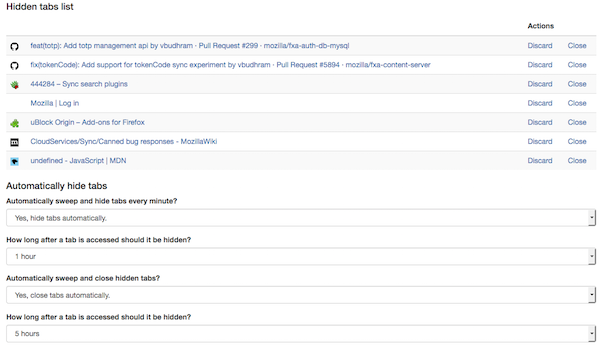 Hidden tabs list
Actions
feat(totp): Add totp management api by vbudhram · Pull Request #299 · mozilla/fxa-auth-db-mysql Discard Close
fix(tokenCode): Add support for tokenCode sync experiment by vbudhram · Pull Request #5894 · mozilla/fxa-content-server Discard Close
444284 – Sync search plugins Discard Close
Mozilla | Log in Discard Close
uBlock Origin – Add-ons for Firefox Discard Close
CloudServices/Sync/Canned bug responses - MozillaWiki Discard Close
undefined - JavaScript | MDN Discard Close
Automatically hide tabs
Automatically sweep and hide tabs every minute?
Yes, hide tabs automatically.
How long after a tab is accessed should it be hidden?
1 hour
Automatically sweep and close hidden tabs?
Yes, close tabs automatically.
How long after a tab is accessed should it be hidden?
5 hours